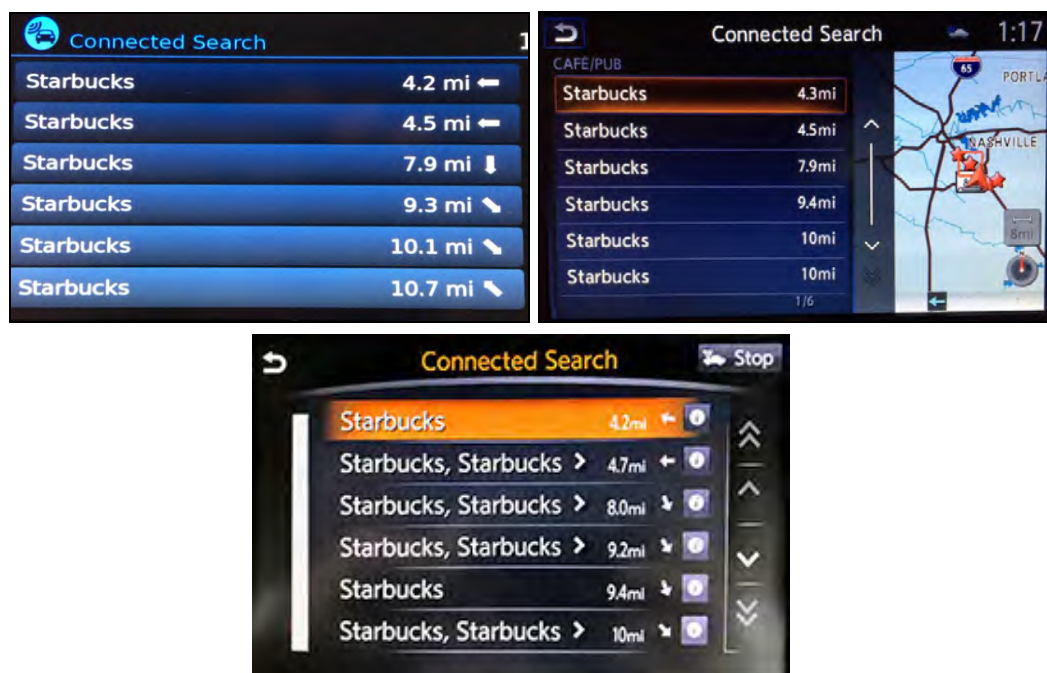 Connected Search
Starbucks 4.2 mi
Starbucks 4.5 mi
Starbucks 7.9 mi
Starbucks 9.3 mi
Starbucks 10.1 mi
Starbucks 10.7 mi
Connected Search 1:17
CAFÉ/PUB
Starbucks 4.3mi
Starbucks 4.5mi
Starbucks 7.9mi
Starbucks 9.4mi
Starbucks 10mi
Starbucks 10mi
1/6
65
PORTLA
NASHVILLE
8mi
Connected Search Stop
Starbucks 4.2mi
Starbucks, Starbucks > 4.7mi
Starbucks, Starbucks > 8.0mi
Starbucks, Starbucks > 9.2mi
Starbucks 9.4mi
Starbucks, Starbucks > 10mi